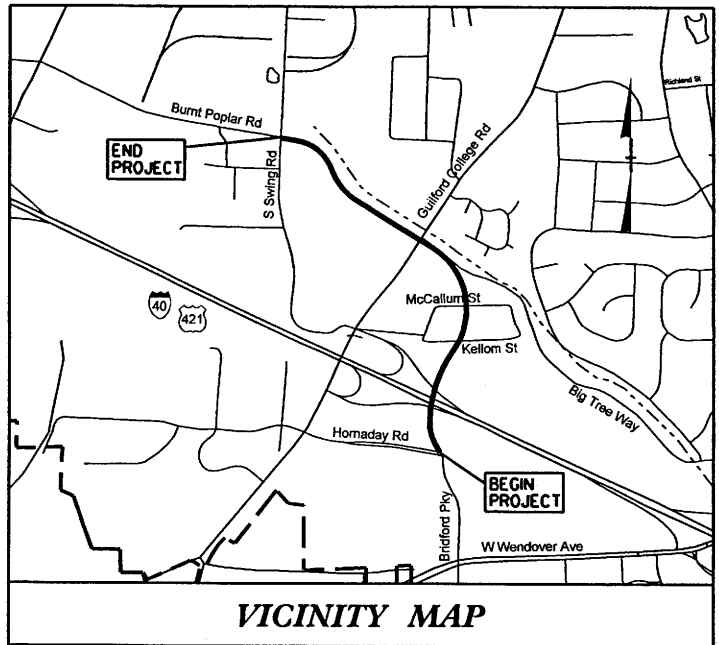 Richland St
Burnt Poplar Rd
END
PROJECT
S Swing Rd
Guilford College Rd
40
421
McCallum St
Kellom St
Big Tree Way
Hornaday Rd
BEGIN
PROJECT
Bridford Pky
W Wendover Ave
VICINITY MAP